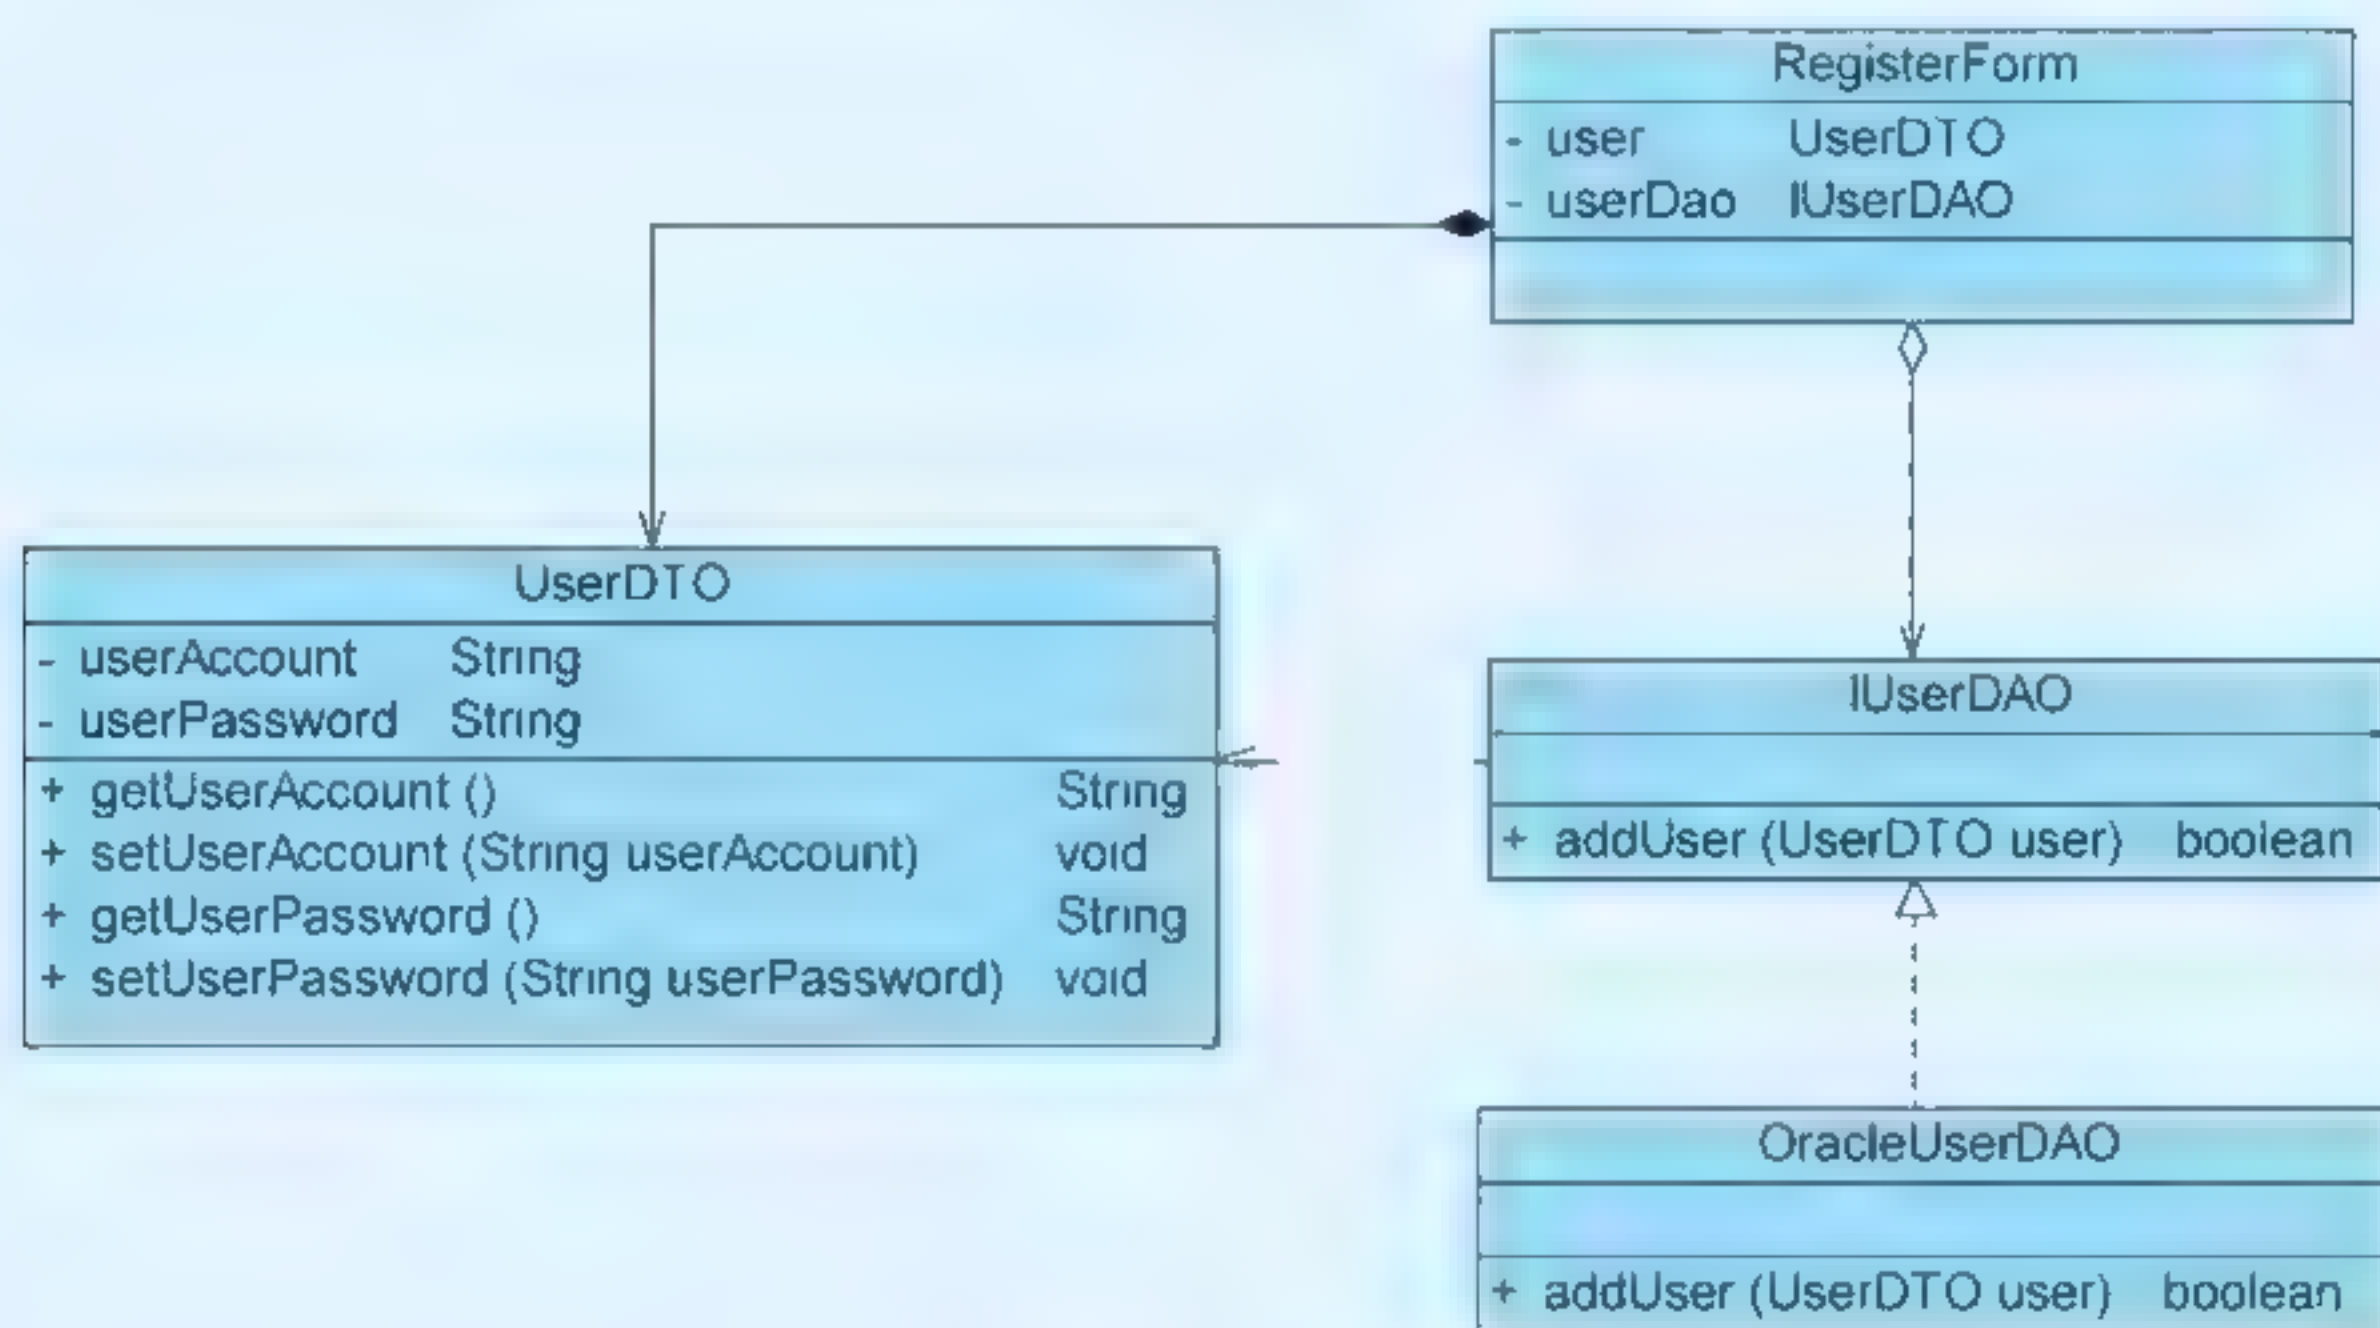 RegisterForm
- user UserDTO
- userDao IUserDAO
UserDTO
- userAccount String
- userPassword String
+ getUserAccount () String
+ setUserAccount (String userAccount) void
+ getUserPassword () String
+ setUserPassword (String userPassword) void
IUserDAO
+ addUser (UserDTO user) boolean
OracleUserDAO
+ addUser (UserDTO user) boolean